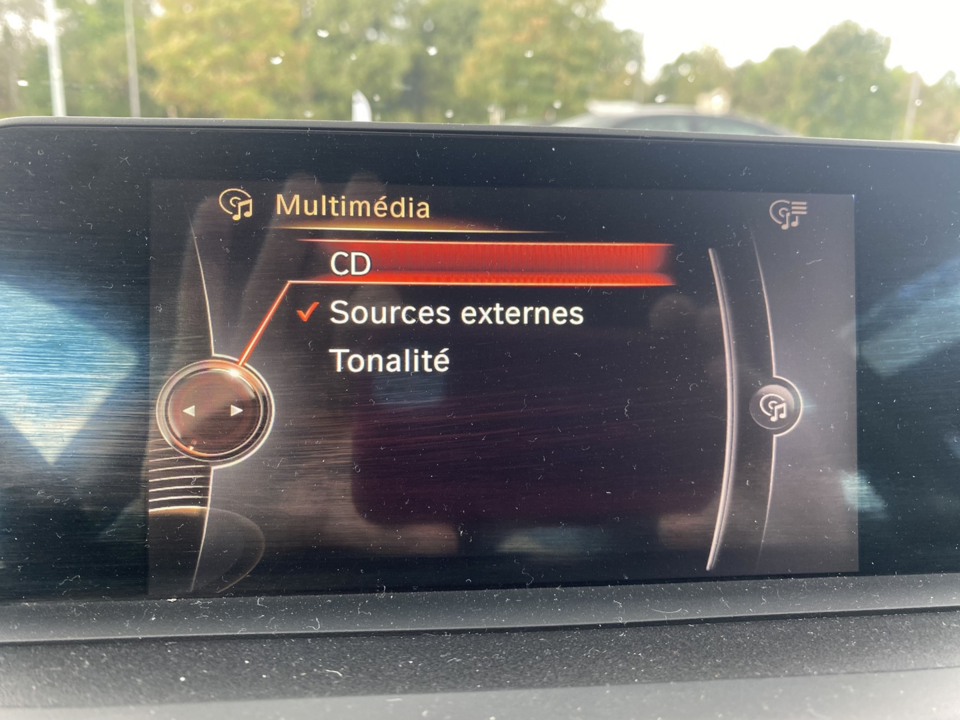 Multimédia
CD
Sources externes
Tonalité